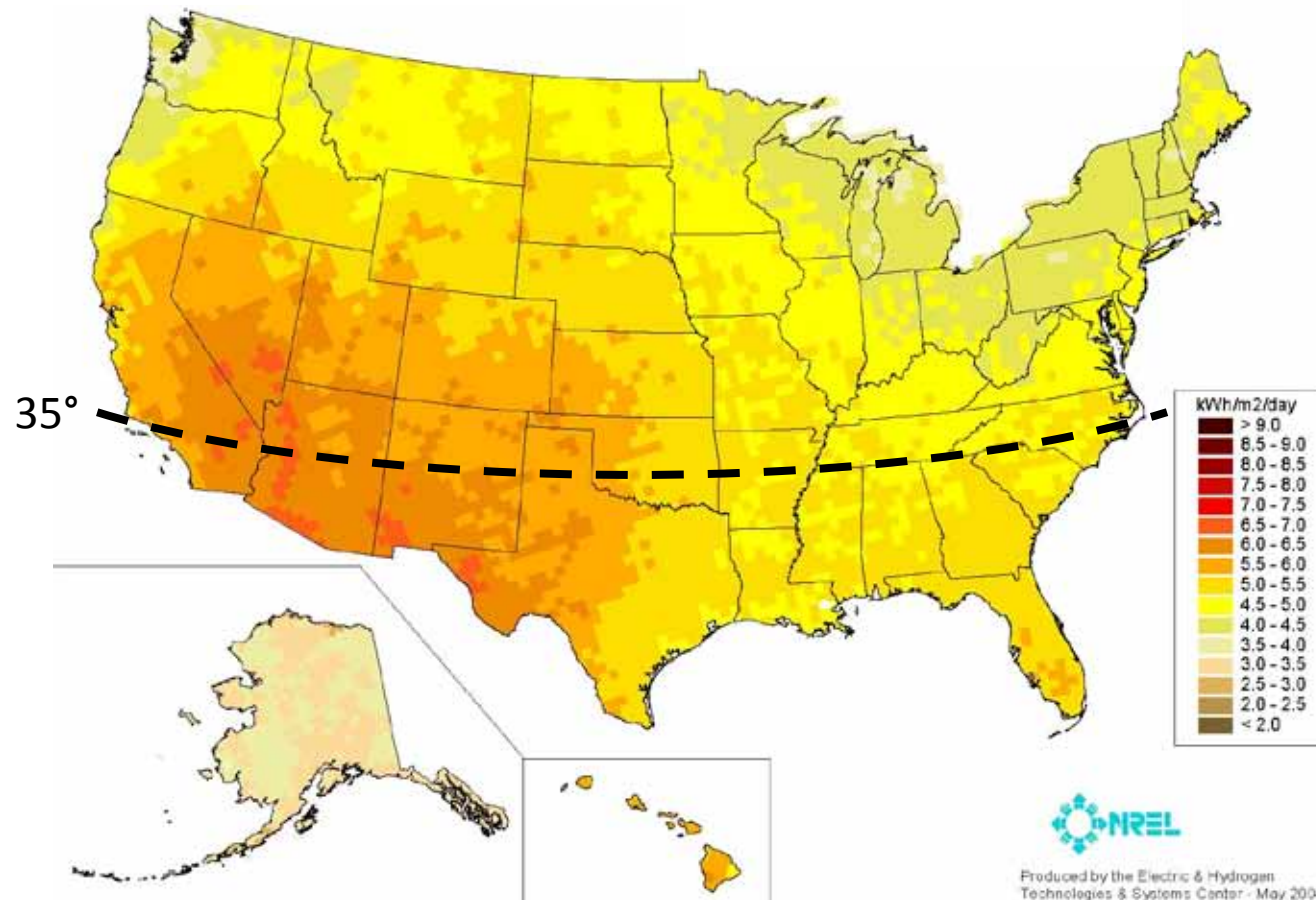 35°
kWh/m2/day
> 9.0
8.5 - 9.0
8.0 - 8.5
7.5 - 8.0
7.0 - 7.5
6.5 - 7.0
6.0 - 6.5
5.5 - 6.0
5.0 - 5.5
4.5 - 5.0
4.0 - 4.5
3.5 - 4.0
3.0 - 3.5
2.5 - 3.0
2.0 - 2.5
< 2.0
NREL
Produced by the Electric & Hydrogen
Technologies & Systems Center - May